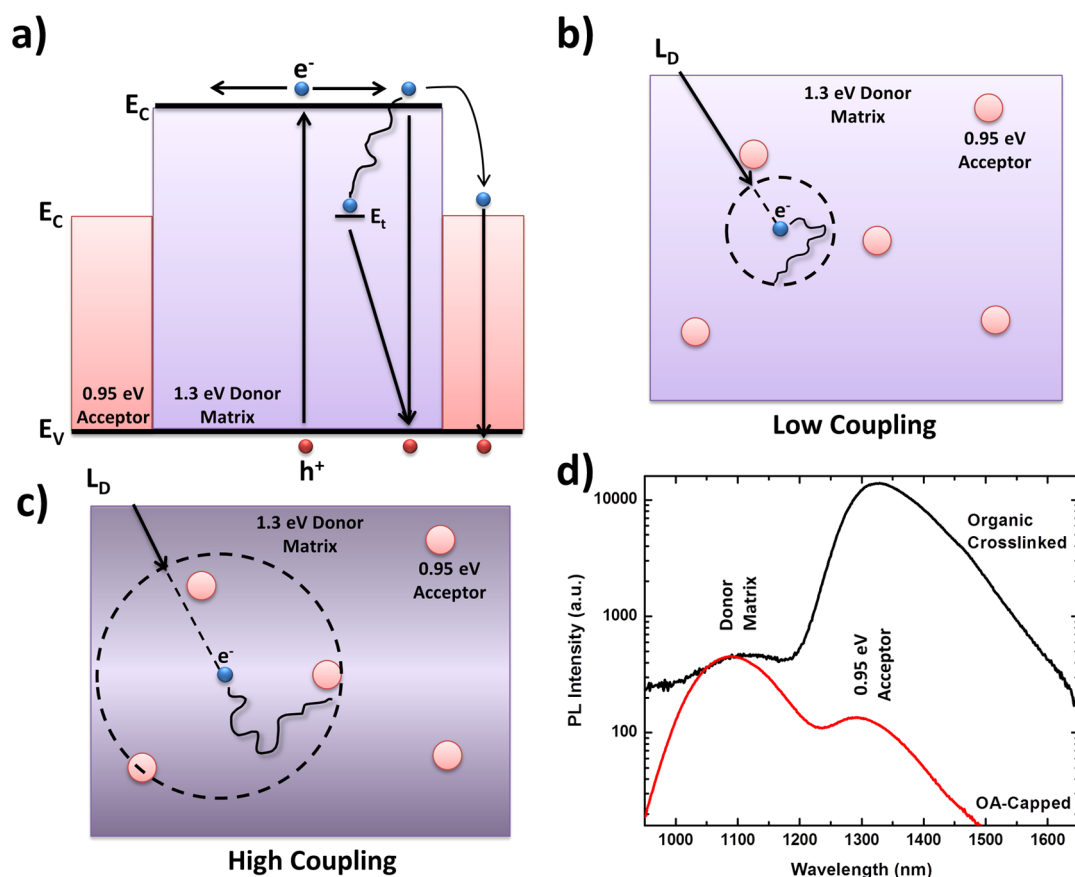 a)
e-
E_C
E_C
E_t
0.95 eV
Acceptor
1.3 eV Donor
Matrix
E_V
h+
b)
L_D
1.3 eV Donor
Matrix
0.95 eV
Acceptor
e-
Low Coupling
c)
L_D
1.3 eV Donor
Matrix
0.95 eV
Acceptor
e-
High Coupling
d)
PL Intensity (a.u.)
10000
1000
100
Donor
Matrix
0.95 eV
Acceptor
Organic
Crosslinked
OA-Capped
1000 1100 1200 1300 1400 1500 1600
Wavelength (nm)